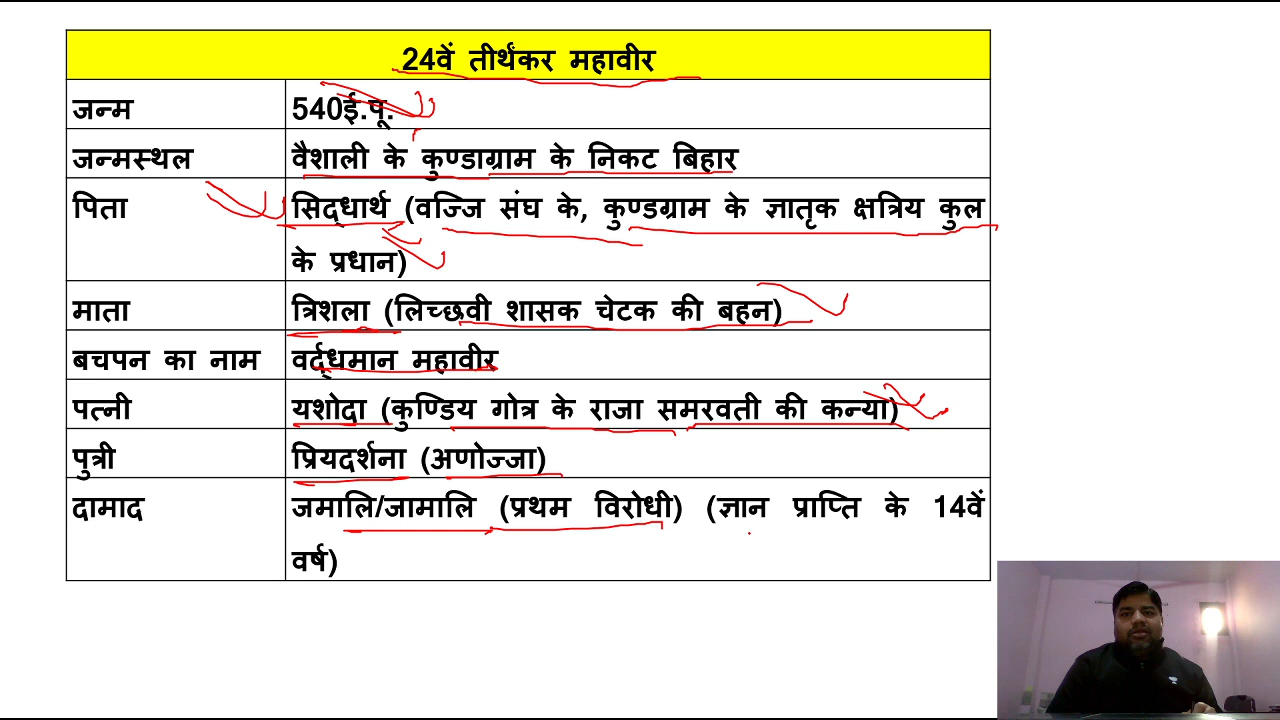 24वें तीर्थंकर महावीर
जन्म 540ई.पू.
जन्मस्थल वैशाली के कुण्डाग्राम के निकट बिहार
पिता सिद्धार्थ (वज्जि संघ के, कुण्डग्राम के ज्ञातृक क्षत्रिय कुल
के प्रधान)
माता त्रिशला (लिच्छवी शासक चेटक की बहन)
बचपन का नाम वर्द्धमान महावीर
पत्नी यशोदा (कुण्डिय गोत्र के राजा समरवती की कन्या)
पुत्री प्रियदर्शना (अणोज्जा)
दामाद जमालि/जामालि (प्रथम विरोधी) (ज्ञान प्राप्ति के 14वें
वर्ष)